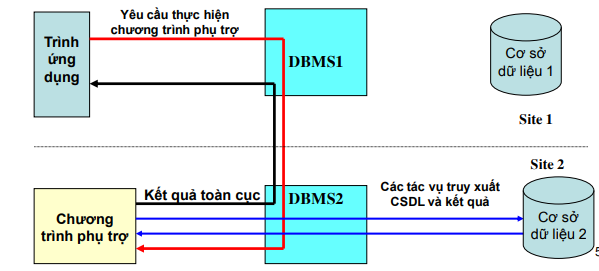 Yêu cầu thực hiện
chương trình phụ trợ
Trình
ứng
dụng
DBMS1
Cơ sở
dữ liệu 1
Site 1
Site 2
Kết quả toàn cục
DBMS2
Các tác vụ truy xuất
CSDL và kết quả
Chương
trình phụ trợ
Cơ sở
dữ liệu 2
5